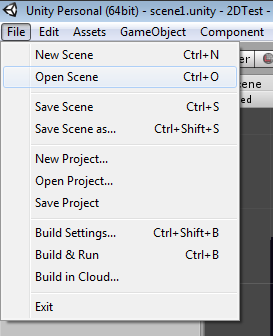 Unity Personal (64bit) - scene1.unity - 2DTest -
File Edit Assets GameObject Component
New Scene Ctrl+N
Open Scene Ctrl+O
Save Scene Ctrl+S
Save Scene as... Ctrl+Shift+S
New Project...
Open Project...
Save Project
Build Settings... Ctrl+Shift+B
Build & Run Ctrl+B
Build in Cloud...
Exit